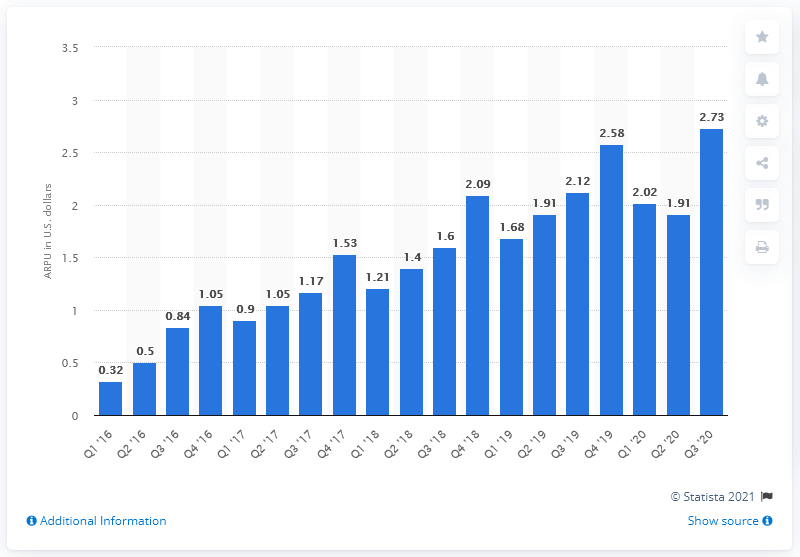 ARPU in U.S. dollars
3.5
3
2.5
2
1.5
1
0.5
0
0.32
0.5
0.84
1.05
0.9
1.05
1.17
1.53
1.21
1.4
1.6
2.09
1.68
1.91
2.12
2.58
2.02
1.91
2.73
Q1 '16
Q2 '16
Q3 '16
Q4 '16
Q1 '17
Q2 '17
Q3 '17
Q4 '17
Q1 '18
Q2 '18
Q3 '18
Q4 '18
Q1 '19
Q2 '19
Q3 '19
Q4 '19
Q1 '20
Q2 '20
Q3 '20
© Statista 2021
Additional Information
Show source